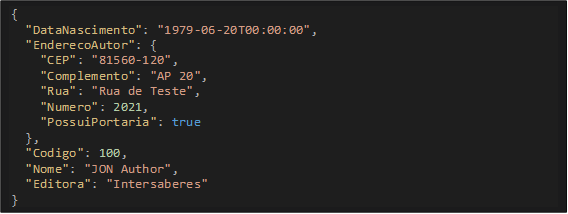 {
  "DataNascimento": "1979-06-20T00:00:00",
  "EnderecoAutor": {
    "CEP": "81560-120",
    "Complemento": "AP 20",
    "Rua": "Rua de Teste",
    "Numero": 2021,
    "PossuiPortaria": true
  },
  "Codigo": 100,
  "Nome": "JON Author",
  "Editora": "Intersaberes"
}